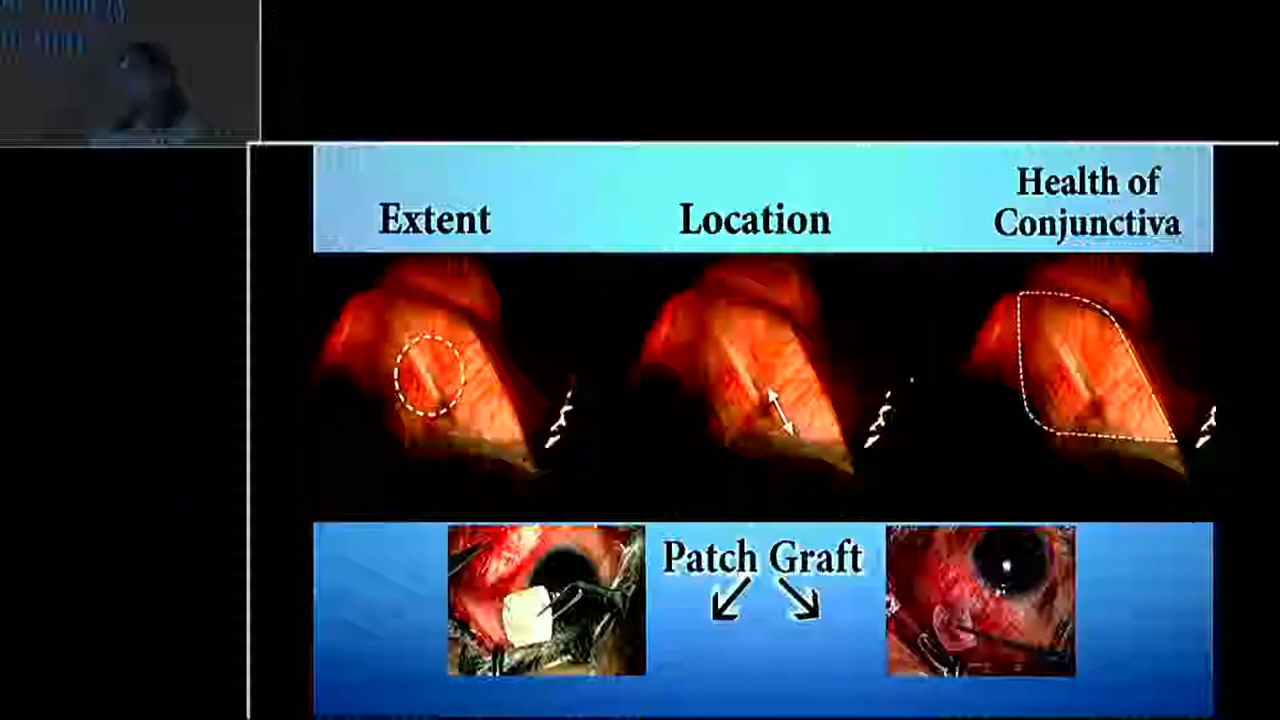 Extent
Location
Health of
Conjunctiva
Patch Graft